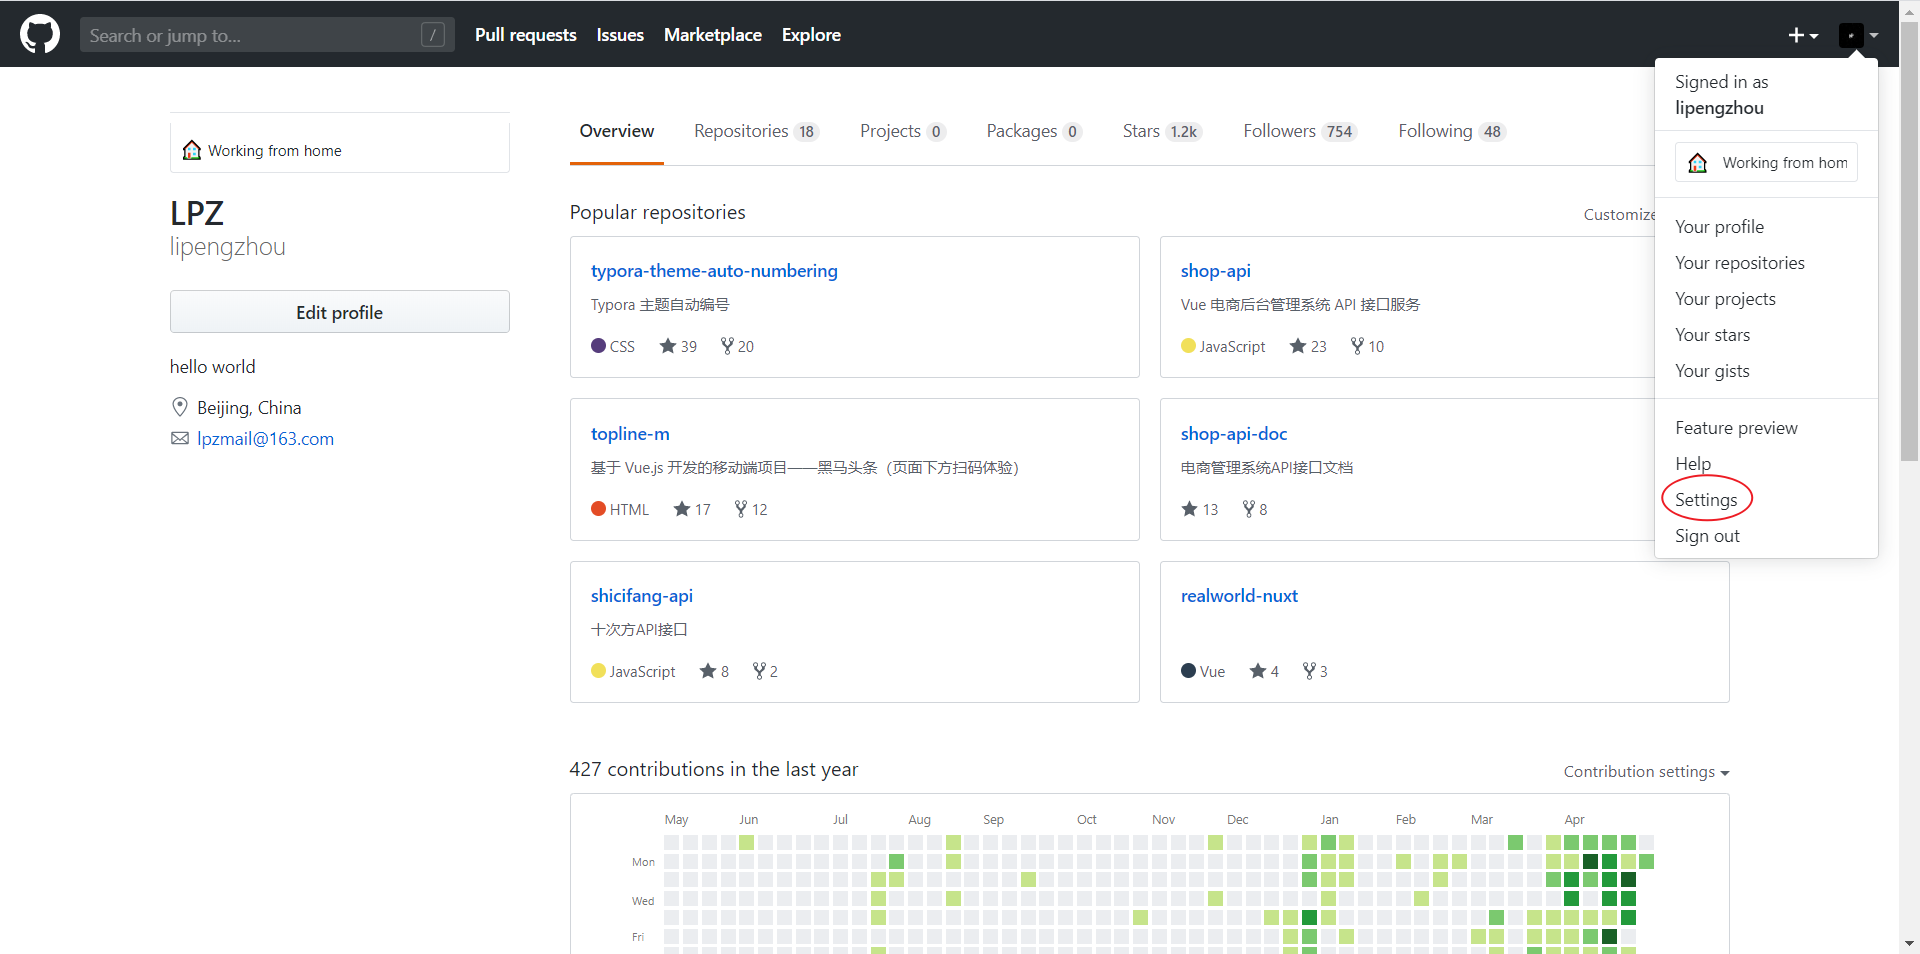 Search or jump to...
/
Pull requests
Issues
Marketplace
Explore
Signed in as
lipengzhou
Working from hom
Your profile
Your repositories
Your projects
Your stars
Your gists
Feature preview
Help
Settings
Sign out
Working from home
LPZ
lipengzhou
Edit profile
hello world
Beijing, China
lpzmail@163.com
Overview
Repositories 18
Projects 0
Packages 0
Stars 1.2k
Followers 754
Following 48
Popular repositories
Customize
typora-theme-auto-numbering
Typora 主题自动编号
CSS 39 20
shop-api
Vue 电商后台管理系统 API 接口服务
JavaScript 23 10
topline-m
基于 Vue.js 开发的移动端项目——黑马头条（页面下方扫码体验）
HTML 17 12
shop-api-doc
电商管理系统API接口文档
13 8
shicifang-api
十次方API接口
JavaScript 8 2
realworld-nuxt
Vue 4 3
427 contributions in the last year
Contribution settings
May Jun Jul Aug Sep Oct Nov Dec Jan Feb Mar Apr
Mon
Wed
Fri